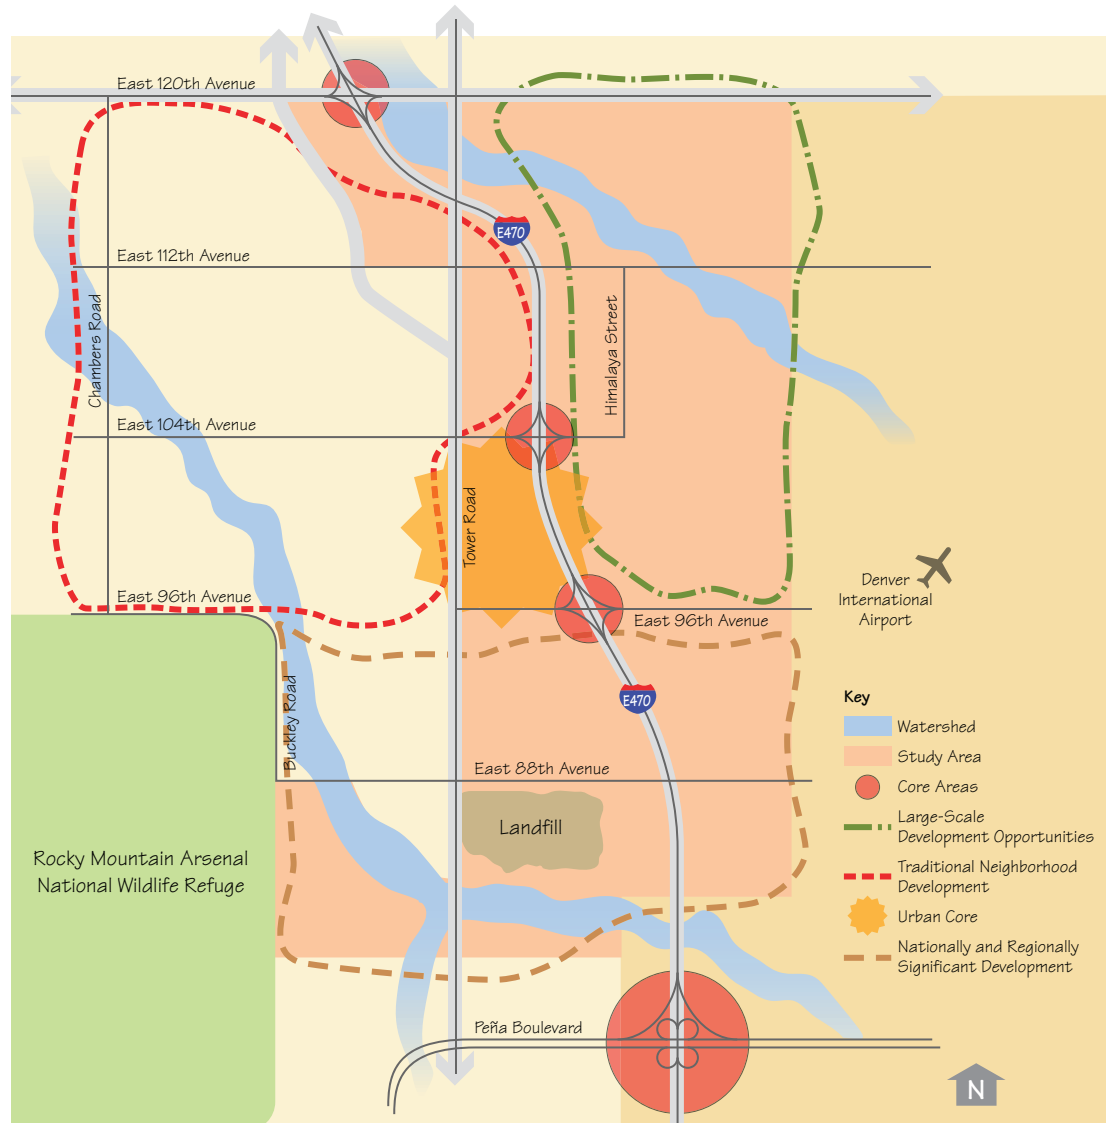 East 120th Avenue
E470
East 112th Avenue
Chambers Road
Himalaya Street
East 104th Avenue
Tower Road
Denver
International
Airport
East 96th Avenue
East 96th Avenue
Buckley Road
E470
East 88th Avenue
Landfill
Rocky Mountain Arsenal
National Wildlife Refuge
Key
Watershed
Study Area
Core Areas
Large-Scale
Development Opportunities
Traditional Neighborhood
Development
Urban Core
Nationally and Regionally
Significant Development
Peña Boulevard
N